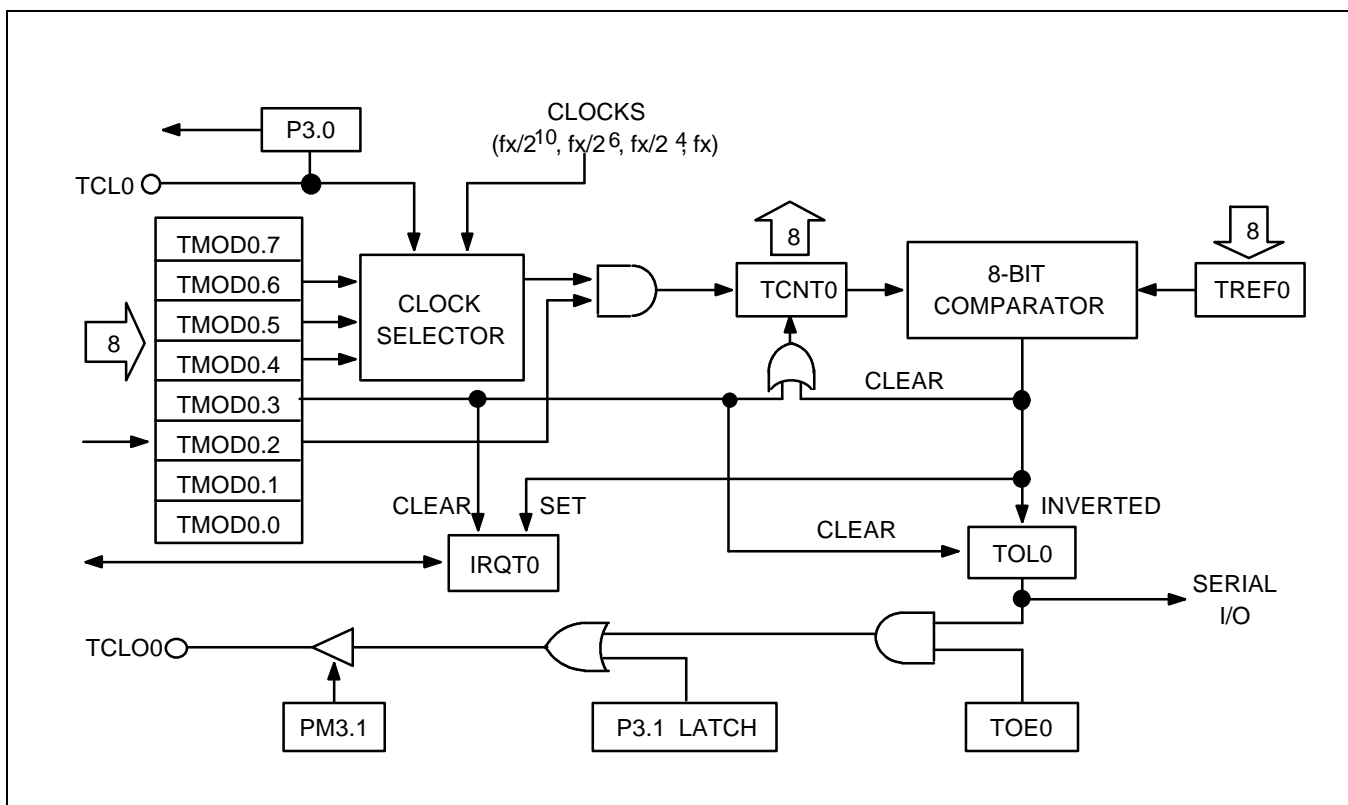 P3.0
CLOCKS
(fx/2¹⁰, fx/2⁶, fx/2⁴, fx)
TCL0
8
8
TMOD0.7
TMOD0.6
TMOD0.5
TMOD0.4
TMOD0.3
TMOD0.2
TMOD0.1
TMOD0.0
8
CLOCK
SELECTOR
TCNT0
8-BIT
COMPARATOR
TREF0
CLEAR
CLEAR
SET
INVERTED
CLEAR
IRQT0
TOL0
SERIAL
I/O
TCLO0
PM3.1
P3.1 LATCH
TOE0